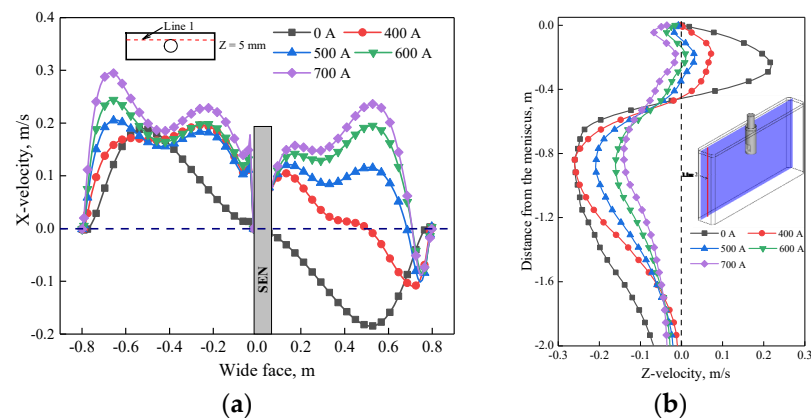 Line 1
Z = 5 mm
0 A
400 A
500 A
600 A
700 A
0.4
0.3
0.2
0.1
0.0
0.1
-0.2
X-velocity, m/s
SEN
-0.8 -0.6 -0.4 -0.2 0.0 0.2 0.4 0.6 0.8
Wide face, m
(a)
0.0
-0.4
-0.8
-1.2
-1.6
-2.0
Distance from the meniscus, m
0 A
400 A
500 A
600 A
700 A
-0.3 -0.2 -0.1 0.0 0.1 0.2 0.3
Z-velocity, m/s
(b)